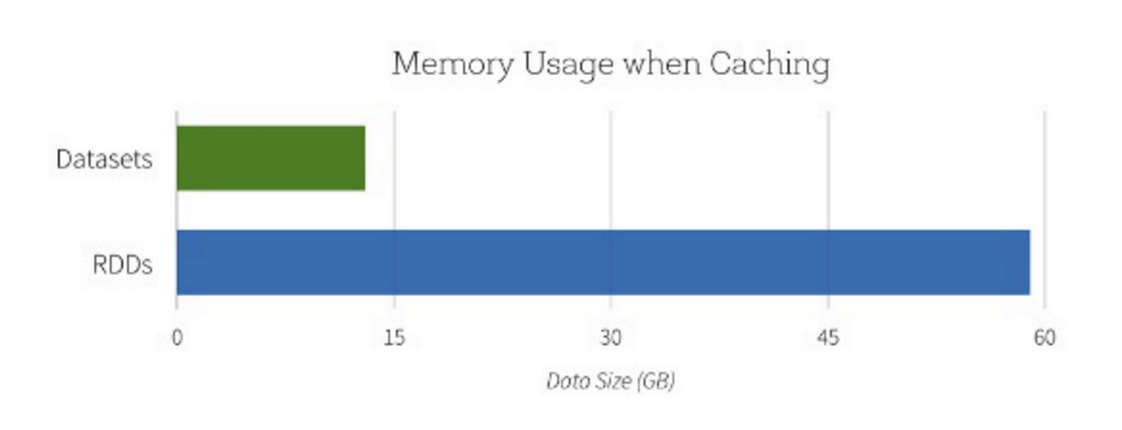 Memory Usage when Caching
Datasets
RDDs
0 15 30 45 60
Data Size (GB)